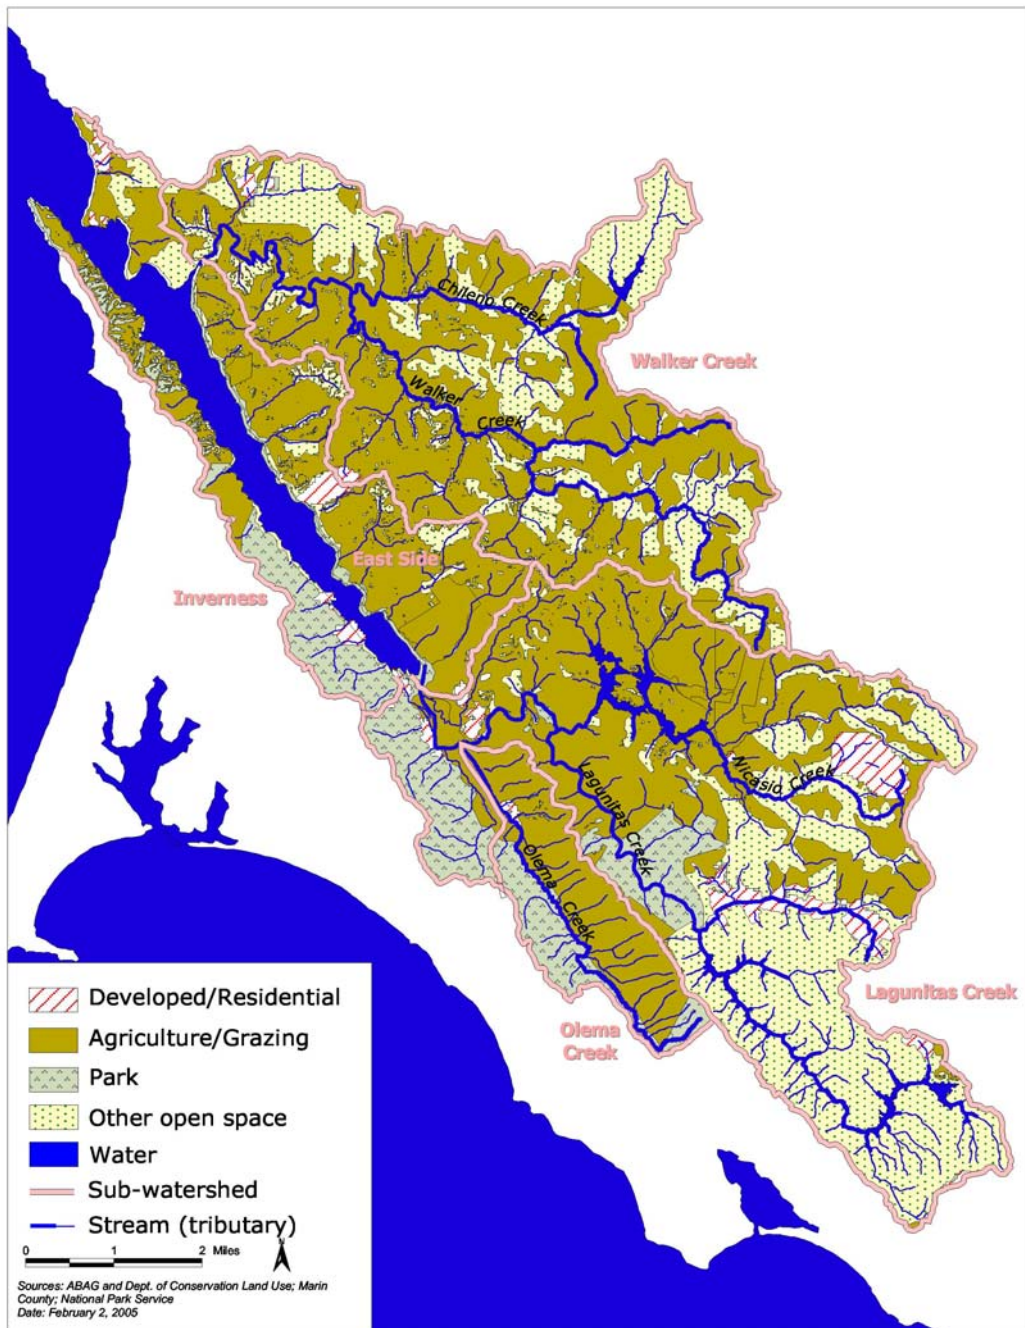 Chileno Creek
Walker Creek
Walker
Creek
East Side
Inverness
Nicasio Creek
Lagunitas Creek
Olema Creek
Lagunitas Creek
Olema
Creek
Developed/Residential
Agriculture/Grazing
Park
Other open space
Water
Sub-watershed
Stream (tributary)
0 1 2 Miles
N
Sources: ABAG and Dept. of Conservation Land Use; Marin
County; National Park Service
Date: February 2, 2005